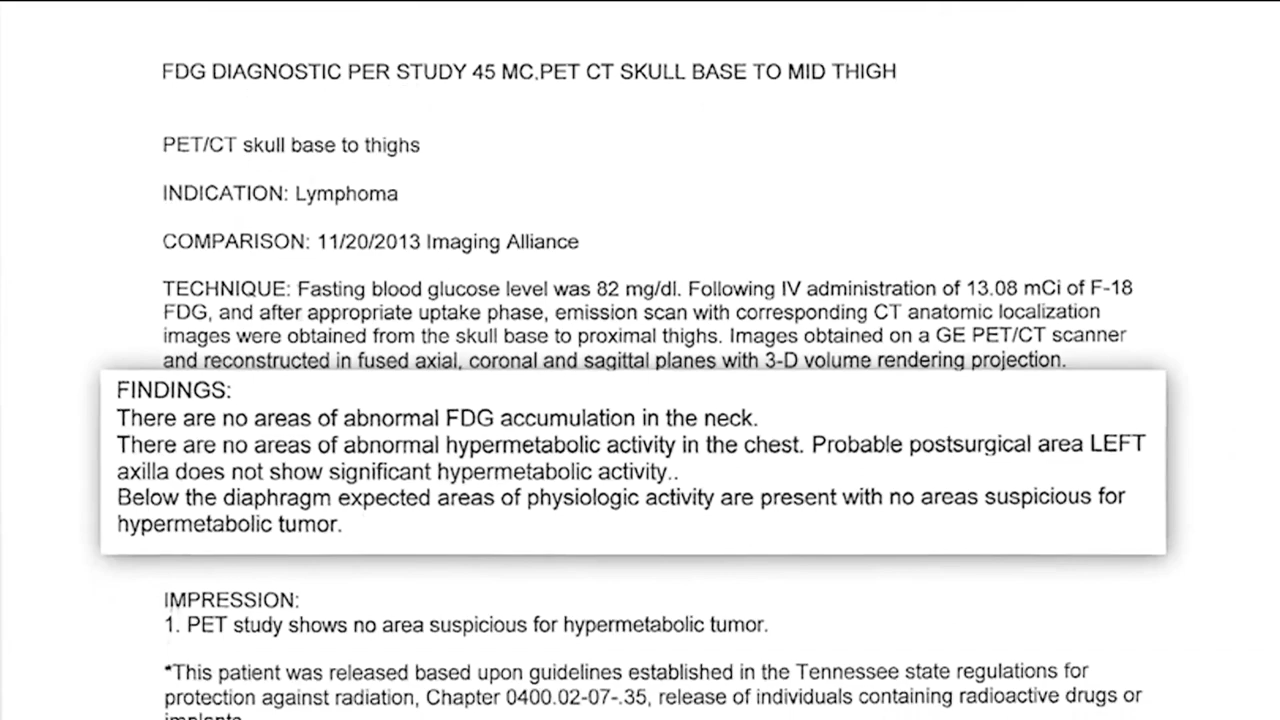 FDG DIAGNOSTIC PER STUDY 45 MC.PET CT SKULL BASE TO MID THIGH
PET/CT skull base to thighs
INDICATION: Lymphoma
COMPARISON: 11/20/2013 Imaging Alliance
TECHNIQUE: Fasting blood glucose level was 82 mg/dl. Following IV administration of 13.08 mCi of F-18
FDG, and after appropriate uptake phase, emission scan with corresponding CT anatomic localization
images were obtained from the skull base to proximal thighs. Images obtained on a GE PET/CT scanner
and reconstructed in fused axial, coronal and sagittal planes with 3-D volume rendering projection.
FINDINGS:
There are no areas of abnormal FDG accumulation in the neck.
There are no areas of abnormal hypermetabolic activity in the chest. Probable postsurgical area LEFT
axilla does not show significant hypermetabolic activity..
Below the diaphragm expected areas of physiologic activity are present with no areas suspicious for
hypermetabolic tumor.
IMPRESSION:
1. PET study shows no area suspicious for hypermetabolic tumor.
*This patient was released based upon guidelines established in the Tennessee state regulations for
protection against radiation, Chapter 0400.02-07-.35, release of individuals containing radioactive drugs or